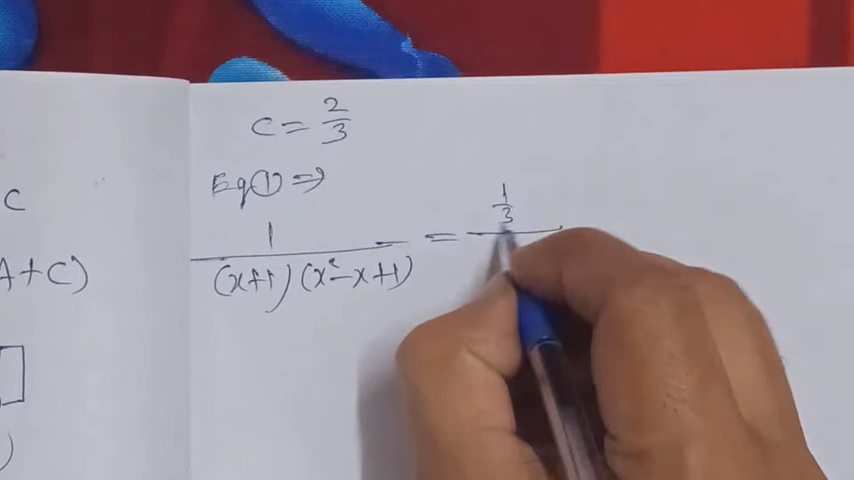 C
A + C)
)
C = 2/3
Eq(1) ⇒
1/((x+1)(x²-x+1)) = (1/3)/